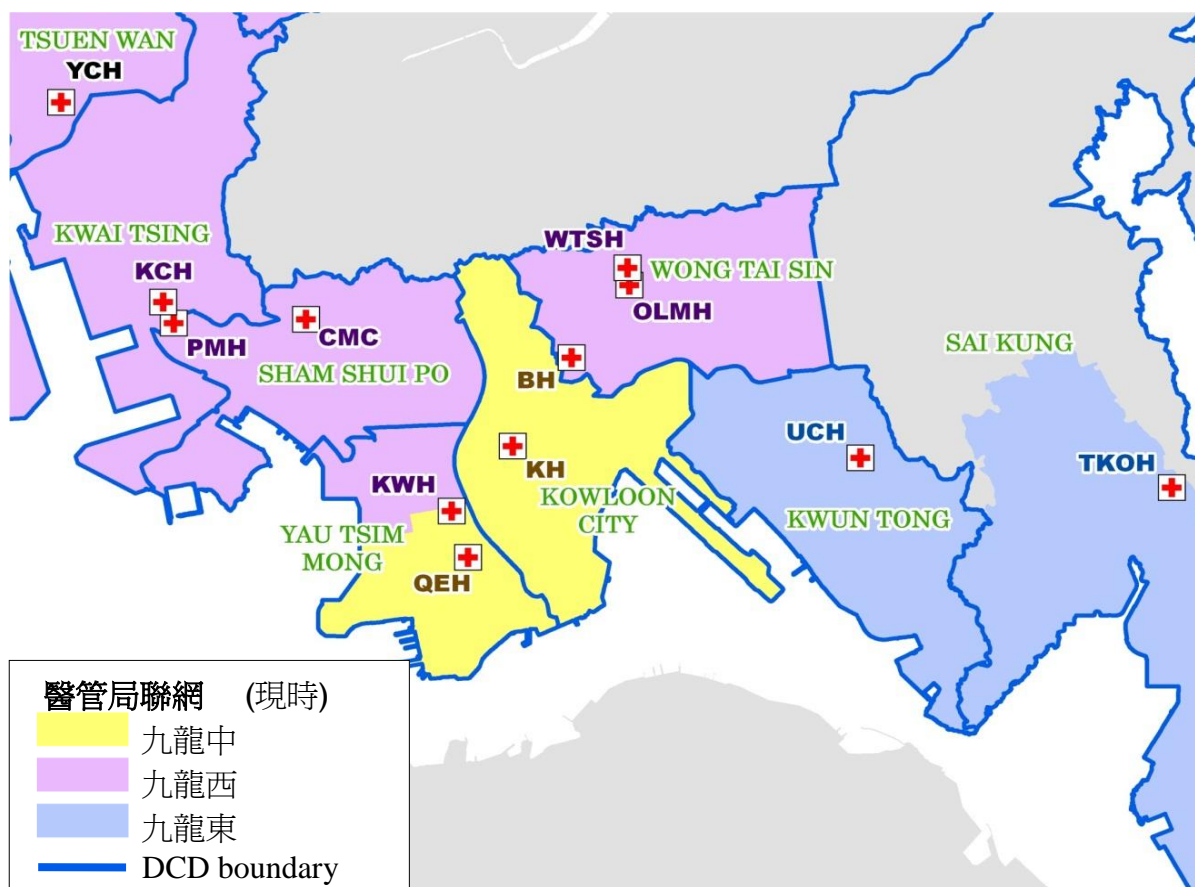 TSUEN WAN
YCH
KWAI TSING
KCH
PMH
CMC
SHAM SHUI PO
WTSH
WONG TAI SIN
OLMH
BH
SAI KUNG
UCH
TKOH
KH
KWH
KOWLOON
CITY
KWUN TONG
YAU TSIM
MONG
QEH
醫管局聯網 (現時)
九龍中
九龍西
九龍東
DCD boundary